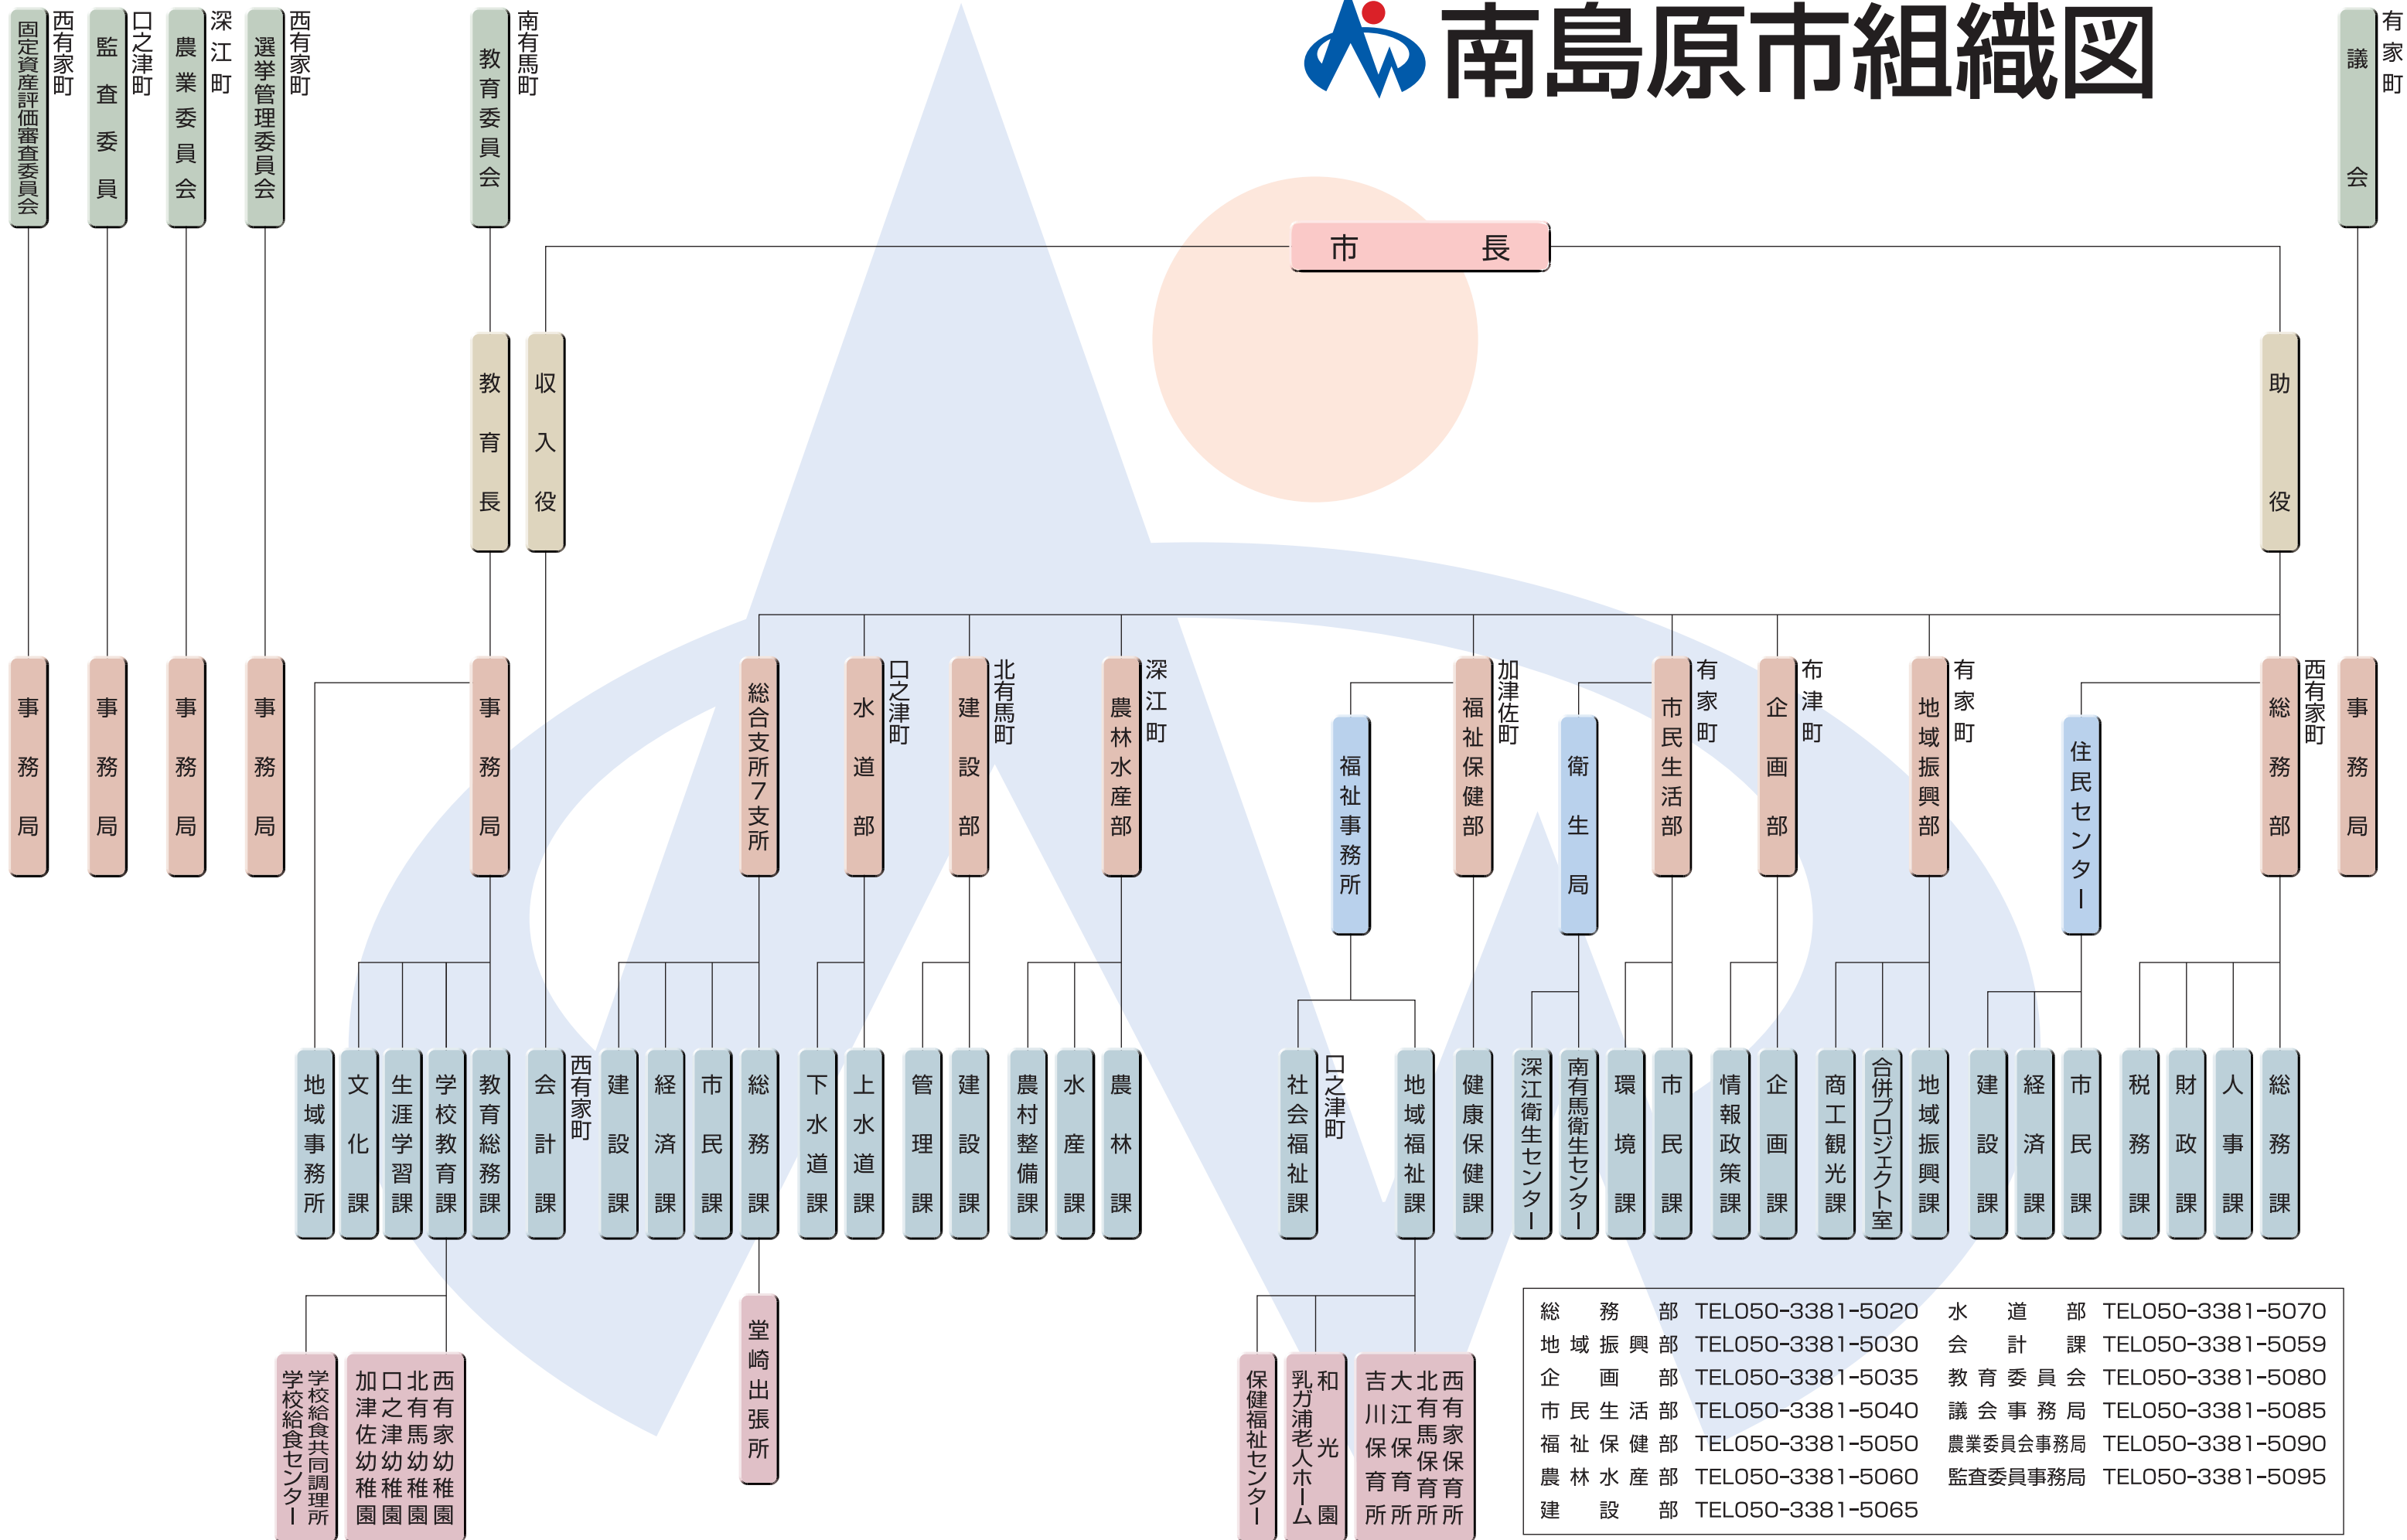 南島原市組織図
市長
有家町
議会
事務局
助役
西有家町
総務部
住民センター
有家町
地域振興部
布津町
企画部
有家町
市民生活部
衛生局
加津佐町
福祉保健部
福祉事務所
深江町
農林水産部
北有馬町
建設部
口之津町
水道部
総合支所7支所
総務課
人事課
財政課
税務課
市民課
経済課
建設課
地域振興課
合併プロジェクト室
商工観光課
企画課
情報政策課
市民課
環境課
南有馬衛生センター
深江衛生センター
健康保健課
地域福祉課
口之津町
社会福祉課
農林課
水産課
農村整備課
建設課
管理課
上水道課
下水道課
総務課
市民課
経済課
建設課
西有家保育所
北有馬保育所
大江保育所
吉川保育所
和光園
乳ガ浦老人ホーム
保健福祉センター
堂崎出張所
収入役
西有家町
会計課
南有馬町
教育委員会
教育長
事務局
教育総務課
学校教育課
生涯学習課
文化課
地域事務所
西有家幼稚園
北有馬幼稚園
口之津幼稚園
加津佐幼稚園
学校給食共同調理所
学校給食センター
西有家町
選挙管理委員会
事務局
深江町
農業委員会
事務局
口之津町
監査委員
事務局
西有家町
固定資産評価審査委員会
事務局
総務部 TEL050-3381-5020
地域振興部 TEL050-3381-5030
企画部 TEL050-3381-5035
市民生活部 TEL050-3381-5040
福祉保健部 TEL050-3381-5050
農林水産部 TEL050-3381-5060
建設部 TEL050-3381-5065
水道部 TEL050-3381-5070
会計課 TEL050-3381-5059
教育委員会 TEL050-3381-5080
議会事務局 TEL050-3381-5085
農業委員会事務局 TEL050-3381-5090
監査委員事務局 TEL050-3381-5095